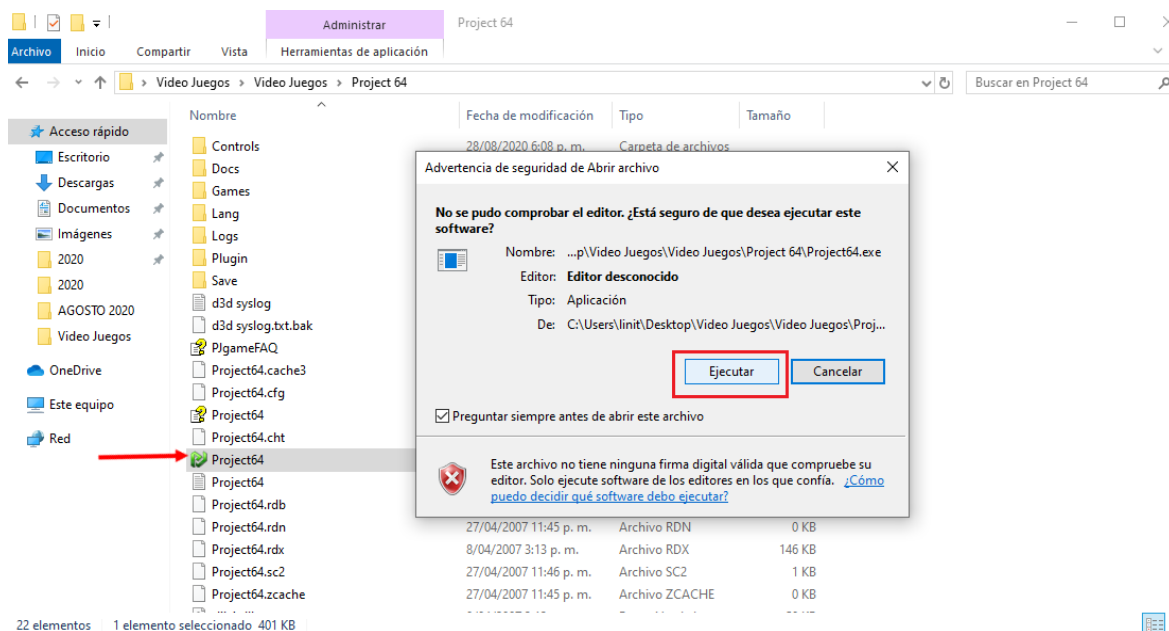 Administrar
Project 64
Archivo Inicio Compartir Vista Herramientas de aplicación
Video Juegos › Video Juegos › Project 64
Buscar en Project 64
Nombre Fecha de modificación Tipo Tamaño
Acceso rápido
Escritorio
Descargas
Documentos
Imágenes
2020
2020
AGOSTO 2020
Video Juegos
OneDrive
Este equipo
Red
Controls 28/08/2020 6:08 p. m. Carpeta de archivos
Docs
Games
Lang
Logs
Plugin
Save
d3d syslog
d3d syslog.txt.bak
PJgameFAQ
Project64.cache3
Project64.cfg
Project64
Project64.cht
Project64
Project64
Project64.rdb
Project64.rdn 27/04/2007 11:45 p. m. Archivo RDN 0 KB
Project64.rdx 8/04/2007 3:13 p. m. Archivo RDX 146 KB
Project64.sc2 27/04/2007 11:46 p. m. Archivo SC2 1 KB
Project64.zcache 27/04/2007 11:45 p. m. Archivo ZCACHE 0 KB
Advertencia de seguridad de Abrir archivo
No se pudo comprobar el editor. ¿Está seguro de que desea ejecutar este
software?
Nombre: ...p\Video Juegos\Video Juegos\Project 64\Project64.exe
Editor: Editor desconocido
Tipo: Aplicación
De: C:\Users\linit\Desktop\Video Juegos\Video Juegos\Proj...
Ejecutar Cancelar
Preguntar siempre antes de abrir este archivo
Este archivo no tiene ninguna firma digital válida que compruebe su
editor. Solo ejecute software de los editores en los que confía. ¿Cómo
puedo decidir qué software debo ejecutar?
22 elementos 1 elemento seleccionado 401 KB